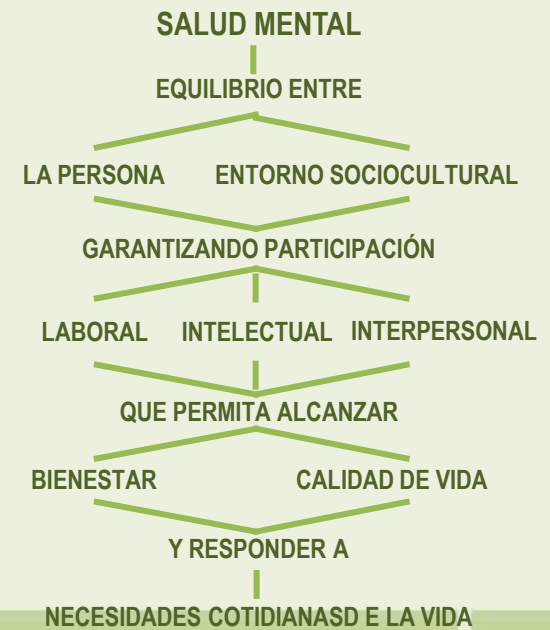 SALUD MENTAL
EQUILIBRIO ENTRE
LA PERSONA ENTORNO SOCIOCULTURAL
GARANTIZANDO PARTICIPACIÓN
LABORAL INTELECTUAL INTERPERSONAL
QUE PERMITA ALCANZAR
BIENESTAR CALIDAD DE VIDA
Y RESPONDER A
NECESIDADES COTIDIANASD E LA VIDA